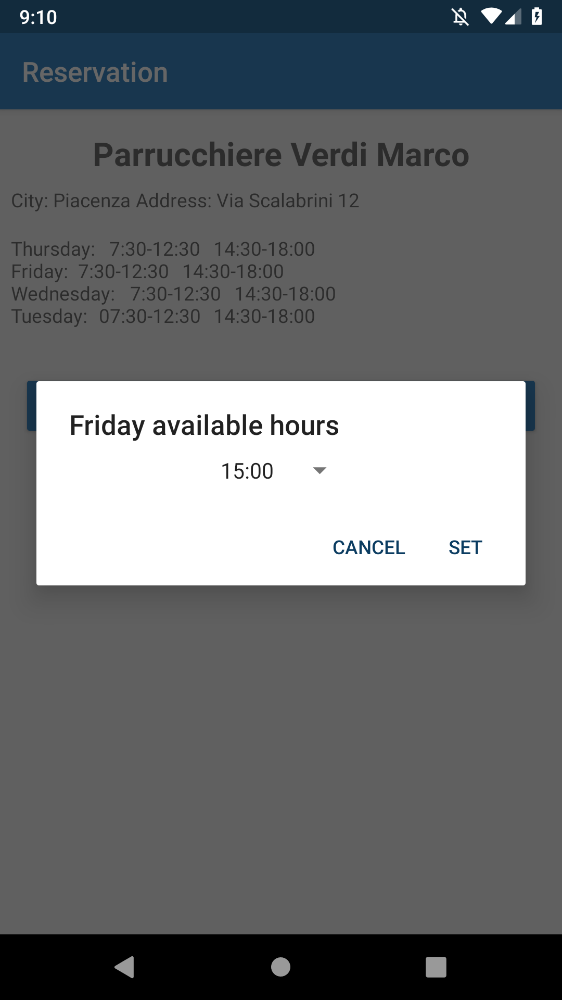 9:10
Reservation
Parrucchiere Verdi Marco
City: Piacenza Address: Via Scalabrini 12
Thursday: 7:30-12:30 14:30-18:00
Friday: 7:30-12:30 14:30-18:00
Wednesday: 7:30-12:30 14:30-18:00
Tuesday: 07:30-12:30 14:30-18:00
Friday available hours
15:00
CANCEL SET